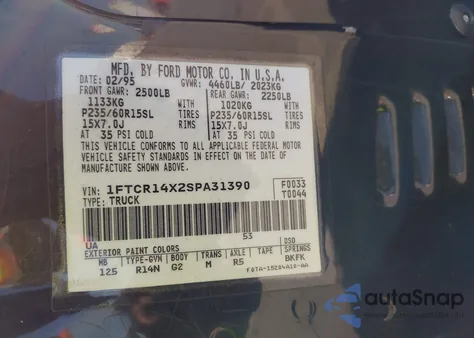 MFD. BY FORD MOTOR CO. IN U.S.A.
DATE: 02/95 GVWR: 4460LB/ 2023KG
FRONT GAWR: 2500LB REAR GAWR: 2250LB
1133KG WITH 1020KG WITH
P235/60R15SL TIRES P235/60R15SL TIRES
15X7.0J RIMS 15X7.0J RIMS
AT 35 PSI COLD AT 35 PSI COLD
THIS VEHICLE CONFORMS TO ALL APPLICABLE FEDERAL MOTOR
VEHICLE SAFETY STANDARDS IN EFFECT ON THE DATE OF
MANUFACTURE SHOWN ABOVE.
VIN: 1FTCR14X2SPA31390 F0033
TYPE: TRUCK T0044
UA 53
EXTERIOR PAINT COLORS DSO
WB TYPE-GVW BODY TRANS AXLE TAPE SPRINGS
125 R14N G2 M R5 BKFK
autoSnap